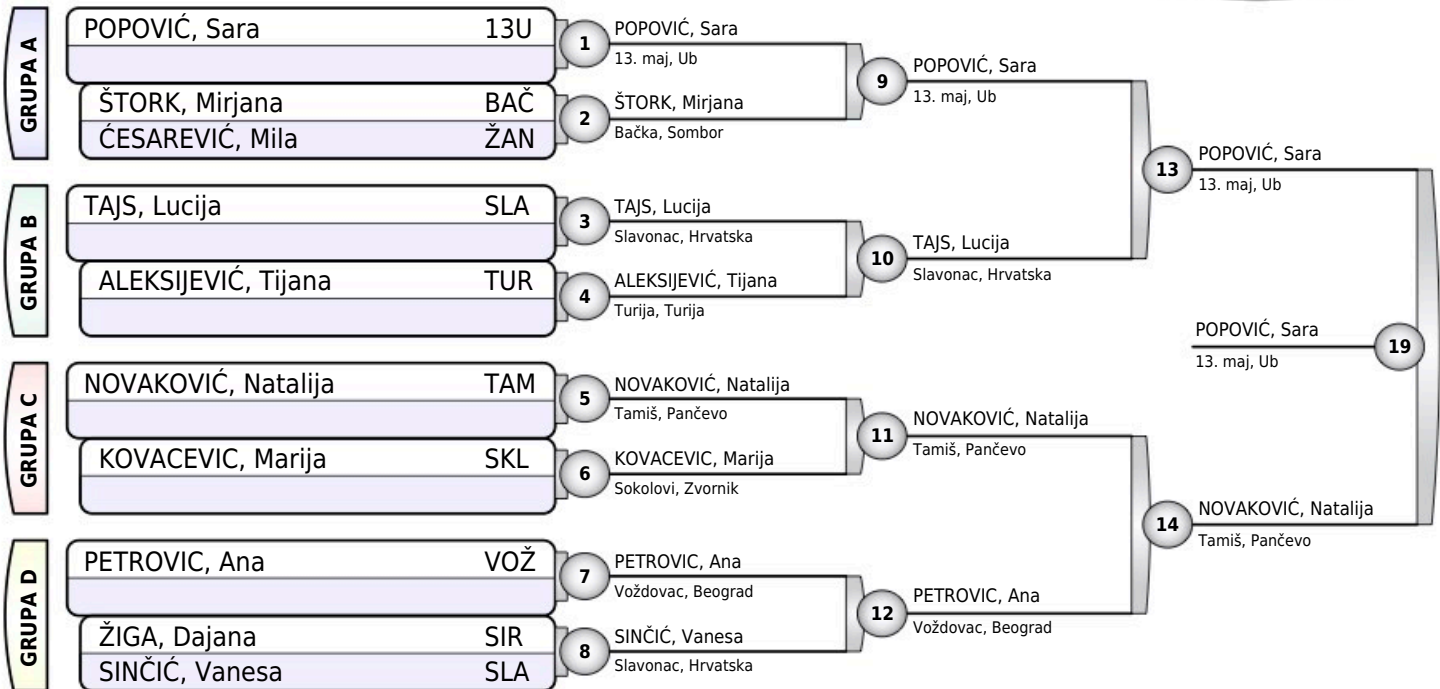 GRUPA A
POPOVIĆ, Sara 13U
ŠTORK, Mirjana BAČ
ĆESAREVIĆ, Mila ŽAN
GRUPA B
TAJS, Lucija SLA
ALEKSIJEVIĆ, Tijana TUR
GRUPA C
NOVAKOVIĆ, Natalija TAM
KOVACEVIC, Marija SKL
GRUPA D
PETROVIC, Ana VOŽ
ŽIGA, Dajana SIR
SINČIĆ, Vanesa SLA
1
POPOVIĆ, Sara
13. maj, Ub
2
ŠTORK, Mirjana
Bačka, Sombor
3
TAJS, Lucija
Slavonac, Hrvatska
4
ALEKSIJEVIĆ, Tijana
Turija, Turija
5
NOVAKOVIĆ, Natalija
Tamiš, Pančevo
6
KOVACEVIC, Marija
Sokolovi, Zvornik
7
PETROVIC, Ana
Voždovac, Beograd
8
SINČIĆ, Vanesa
Slavonac, Hrvatska
9
POPOVIĆ, Sara
13. maj, Ub
10
TAJS, Lucija
Slavonac, Hrvatska
11
NOVAKOVIĆ, Natalija
Tamiš, Pančevo
12
PETROVIC, Ana
Voždovac, Beograd
13
POPOVIĆ, Sara
13. maj, Ub
14
NOVAKOVIĆ, Natalija
Tamiš, Pančevo
POPOVIĆ, Sara
13. maj, Ub
19